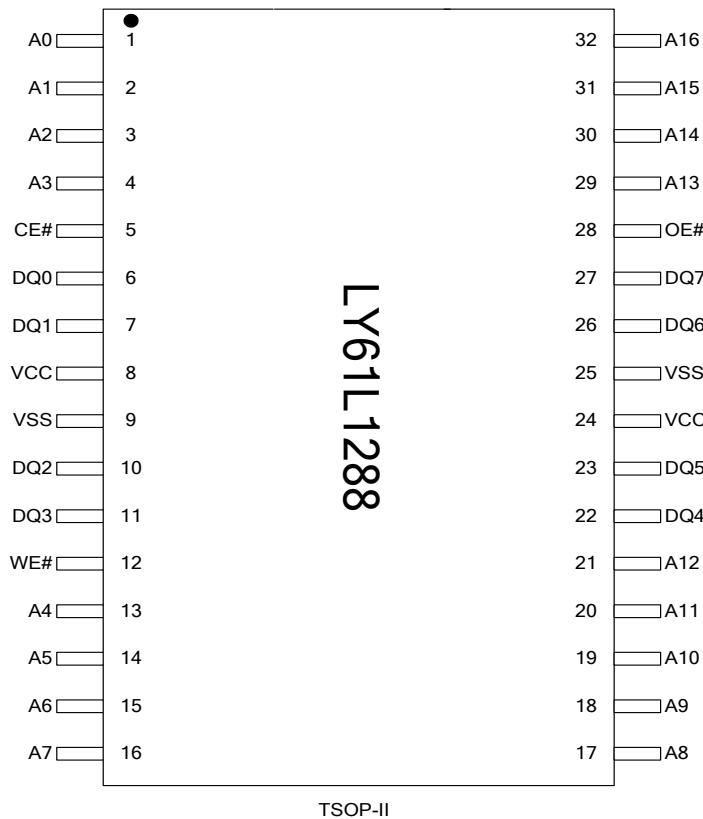 A0 1 32 A16
A1 2 31 A15
A2 3 30 A14
A3 4 29 A13
CE# 5 28 OE#
DQ0 6 27 DQ7
DQ1 7 26 DQ6
VCC 8 25 VSS
VSS 9 24 VCC
DQ2 10 23 DQ5
DQ3 11 22 DQ4
WE# 12 21 A12
A4 13 20 A11
A5 14 19 A10
A6 15 18 A9
A7 16 17 A8
LY61L1288
TSOP-II